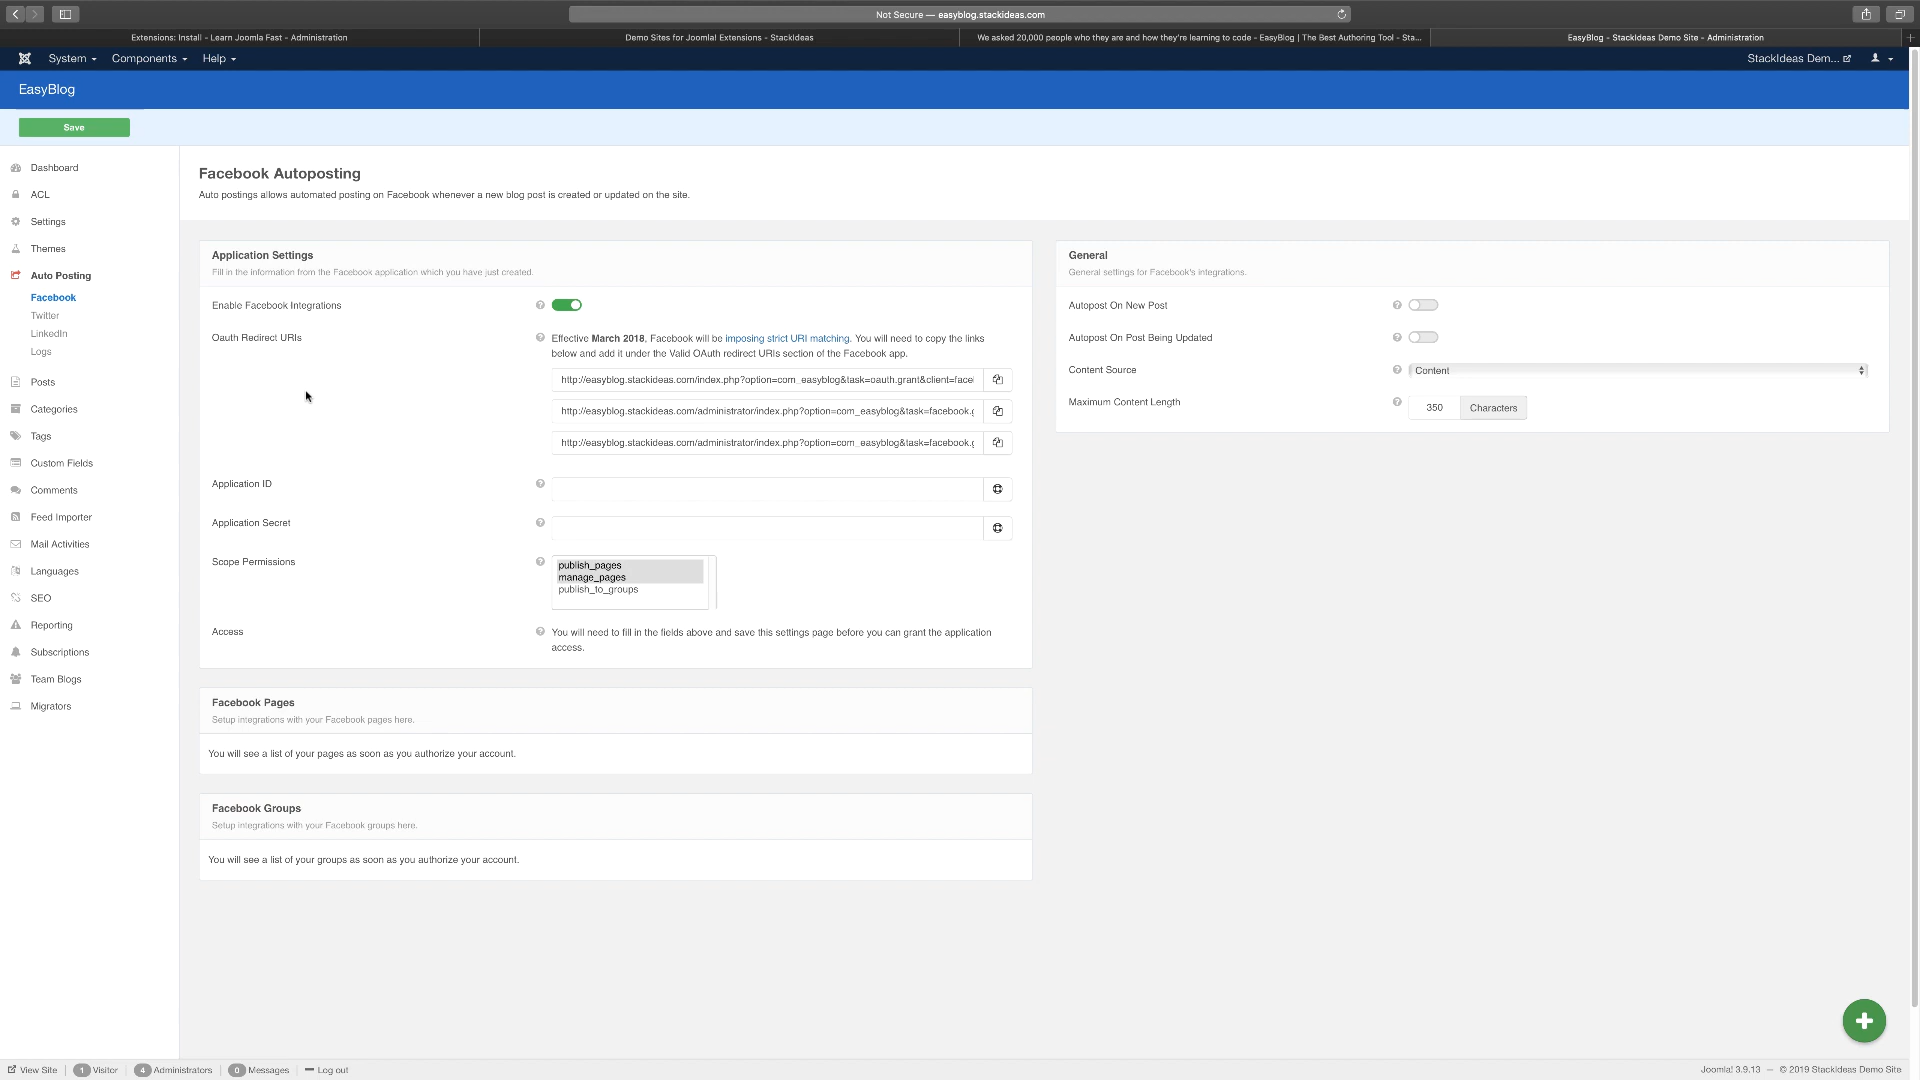 Not Secure — easyblog.stackideas.com
Extensions: Install - Learn Joomla Fast - Administration
Demo Sites for Joomla! Extensions - StackIdeas
We asked 20,000 people who they are and how they're learning to code - EasyBlog | The Best Authoring Tool - Sta...
EasyBlog - StackIdeas Demo Site - Administration
System
Components
Help
StackIdeas Dem...
EasyBlog
Save
Dashboard
ACL
Settings
Themes
Auto Posting
Facebook
Twitter
LinkedIn
Logs
Posts
Categories
Tags
Custom Fields
Comments
Feed Importer
Mail Activities
Languages
SEO
Reporting
Subscriptions
Team Blogs
Migrators
Facebook Autoposting
Auto postings allows automated posting on Facebook whenever a new blog post is created or updated on the site.
Application Settings
Fill in the information from the Facebook application which you have just created.
Enable Facebook Integrations
Oauth Redirect URIs
Effective March 2018, Facebook will be imposing strict URI matching. You will need to copy the links
below and add it under the Valid OAuth redirect URIs section of the Facebook app.
http://easyblog.stackideas.com/index.php?option=com_easyblog&task=oauth.grant&client=facel
http://easyblog.stackideas.com/administrator/index.php?option=com_easyblog&task=facebook.g
http://easyblog.stackideas.com/administrator/index.php?option=com_easyblog&task=facebook.g
Application ID
Application Secret
Scope Permissions
publish_pages
manage_pages
publish_to_groups
Access
You will need to fill in the fields above and save this settings page before you can grant the application
access.
Facebook Pages
Setup integrations with your Facebook pages here.
You will see a list of your pages as soon as you authorize your account.
Facebook Groups
Setup integrations with your Facebook groups here.
You will see a list of your groups as soon as you authorize your account.
General
General settings for Facebook's integrations.
Autopost On New Post
Autopost On Post Being Updated
Content Source
Content
Maximum Content Length
350 Characters
View Site
1 Visitor
4 Administrators
0 Messages
Log out
Joomla! 3.9.13 — © 2019 StackIdeas Demo Site